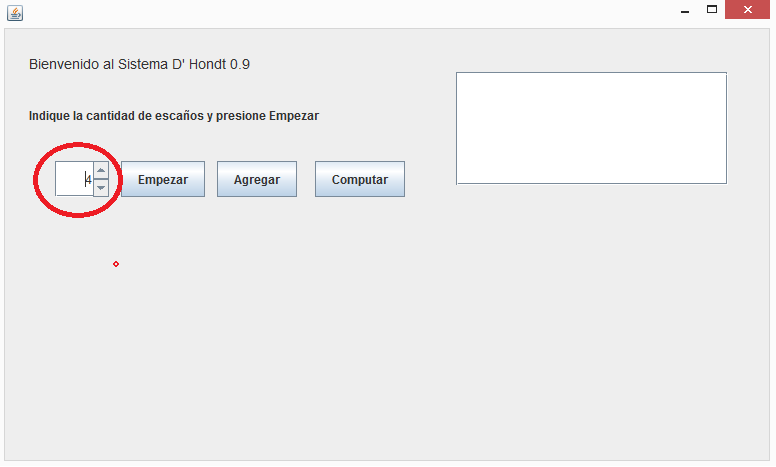 Bienvenido al Sistema D' Hondt 0.9
Indique la cantidad de escaños y presione Empezar
4 Empezar Agregar Computar